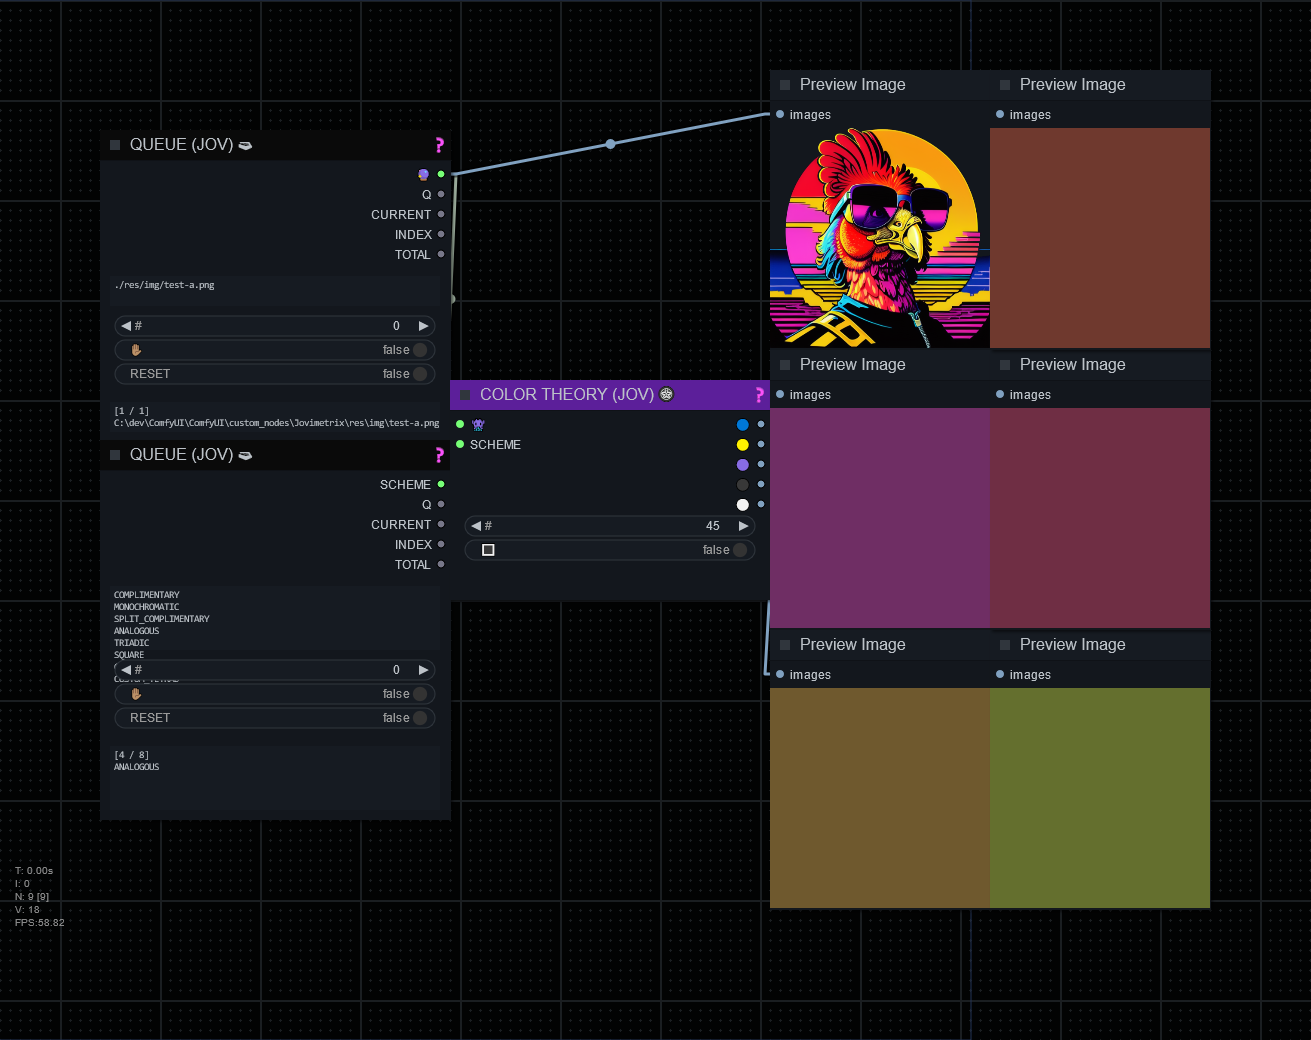 QUEUE (JOV)
?
Q
CURRENT
INDEX
TOTAL
./res/img/test-a.png
# 0
false
RESET false
[1 / 1]
C:\dev\ComfyUI\ComfyUI\custom_nodes\Jovimetrix\res\img\test-a.png
QUEUE (JOV)
?
SCHEME
Q
CURRENT
INDEX
TOTAL
COMPLIMENTARY
MONOCHROMATIC
SPLIT_COMPLIMENTARY
ANALOGOUS
TRIADIC
SQUARE
# 0
false
RESET false
[4 / 8]
ANALOGOUS
COLOR THEORY (JOV)
?
SCHEME
# 45
false
Preview Image
images
Preview Image
images
Preview Image
images
Preview Image
images
Preview Image
images
Preview Image
images
T: 0.00s
I: 0
N: 9 [9]
V: 18
FPS:58.82